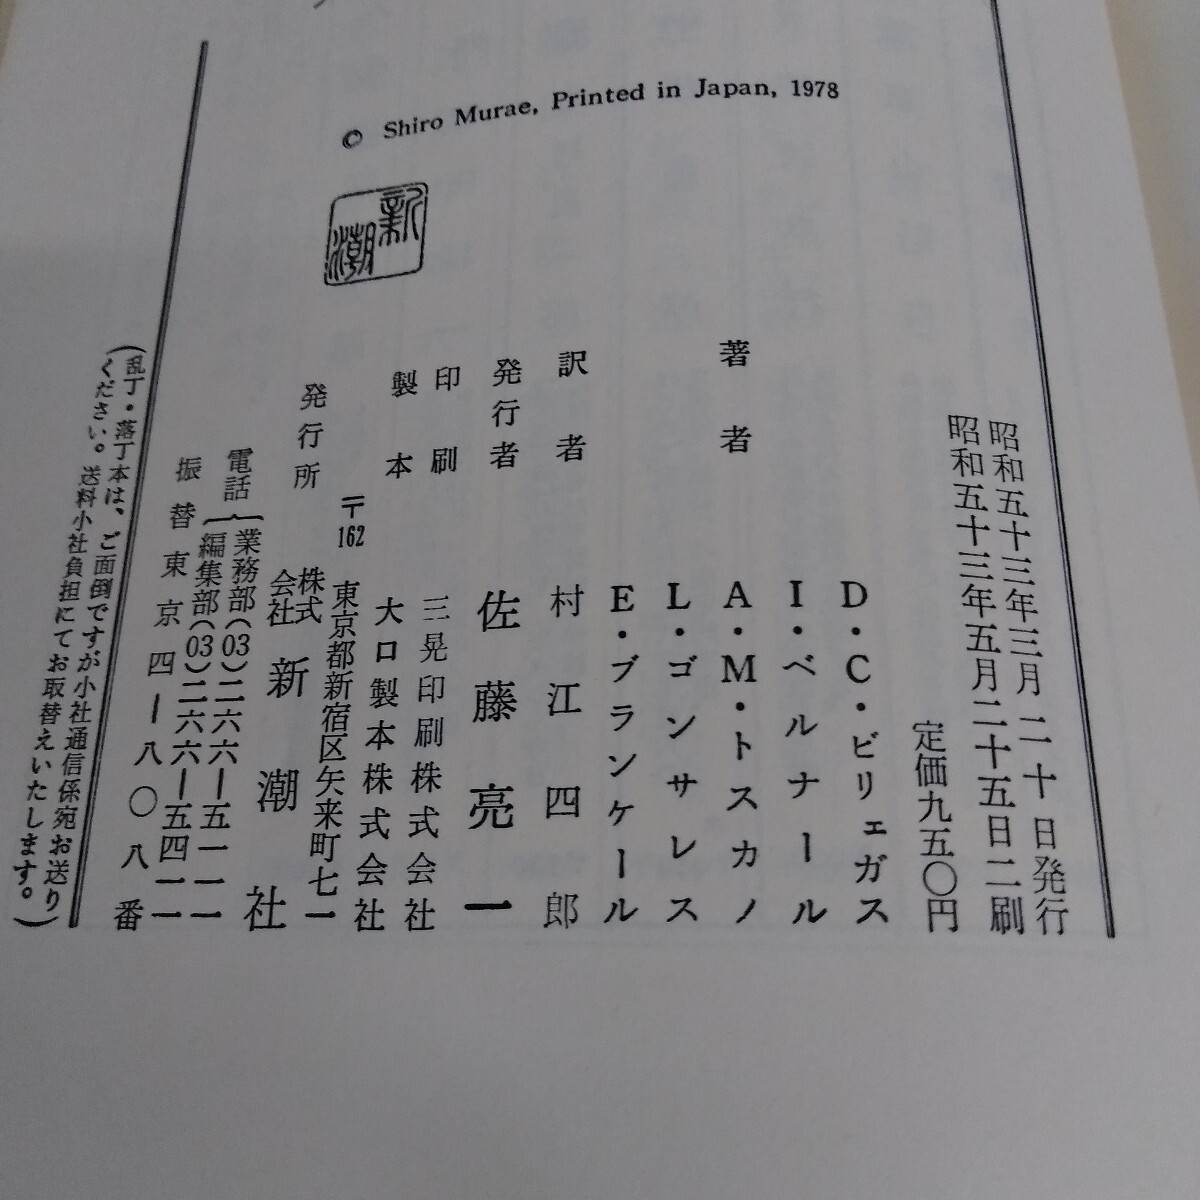 © Shiro Murae, Printed in Japan, 1978
新潮
昭和五十三年三月二十日発行
昭和五十三年五月二十五日二刷
定価九五〇円
著者
D・C・ビリェガス
I・ベルナール
A・M・トスカノ
L・ゴンサレス
E・ブランケール
訳者 村江四郎
発行者 佐藤亮一
印刷 三晃印刷株式会社
製本 大口製本株式会社
〒162 東京都新宿区矢来町七一
発行所 株式会社 新潮社
電話 業務部(03)二六六―五一一一
編集部(03)二六六―五四一一
振替東京四―八〇八番
(乱丁・落丁本は、ご面倒ですが小社通信係宛お送り
ください。送料小社負担にてお取替えいたします。)